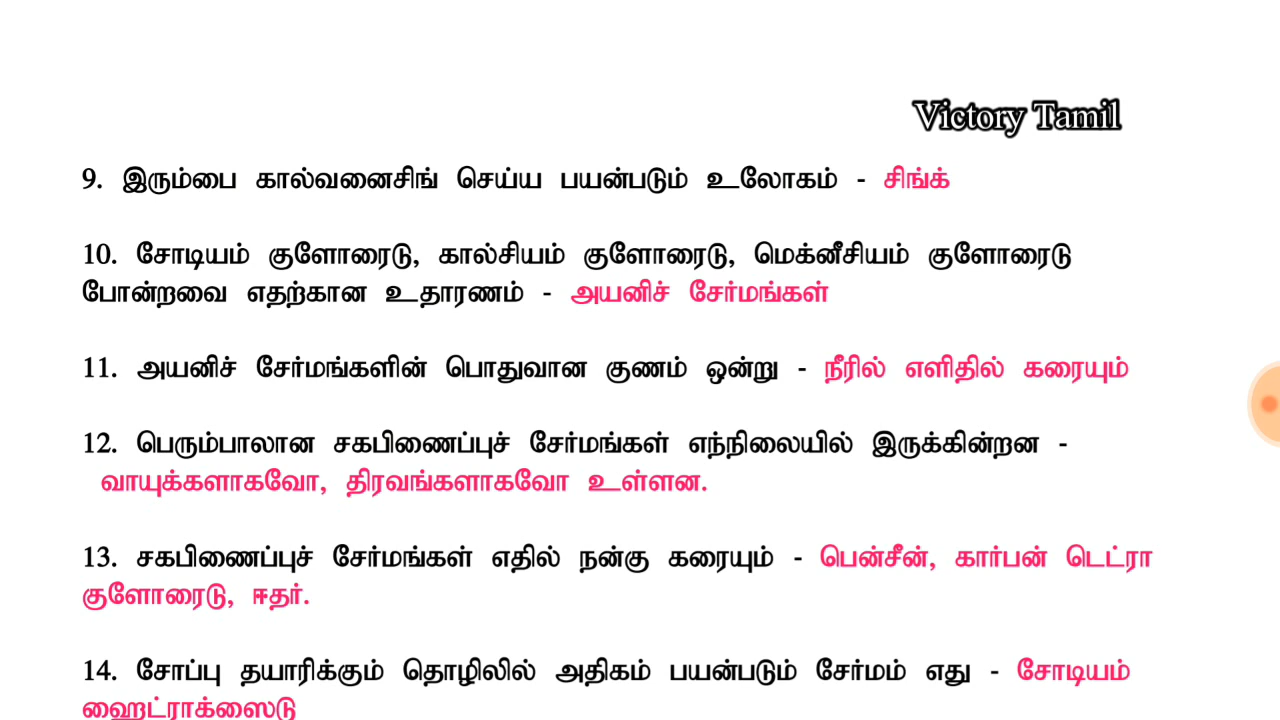 Victory Tamil
9. இரும்பை கால்வனைசிங் செய்ய பயன்படும் உலோகம் - சிங்க்
10. சோடியம் குளோரைடு, கால்சியம் குளோரைடு, மெக்னீசியம் குளோரைடு
போன்றவை எதற்கான உதாரணம் - அயனிச் சேர்மங்கள்
11. அயனிச் சேர்மங்களின் பொதுவான குணம் ஒன்று - நீரில் எளிதில் கரையும்
12. பெரும்பாலான சகபிணைப்புச் சேர்மங்கள் எந்நிலையில் இருக்கின்றன -
வாயுக்களாகவோ, திரவங்களாகவோ உள்ளன.
13. சகபிணைப்புச் சேர்மங்கள் எதில் நன்கு கரையும் - பென்சீன், கார்பன் டெட்ரா
குளோரைடு, ஈதர்.
14. சோப்பு தயாரிக்கும் தொழிலில் அதிகம் பயன்படும் சேர்மம் எது - சோடியம்
ஹைட்ராக்ஸைடு